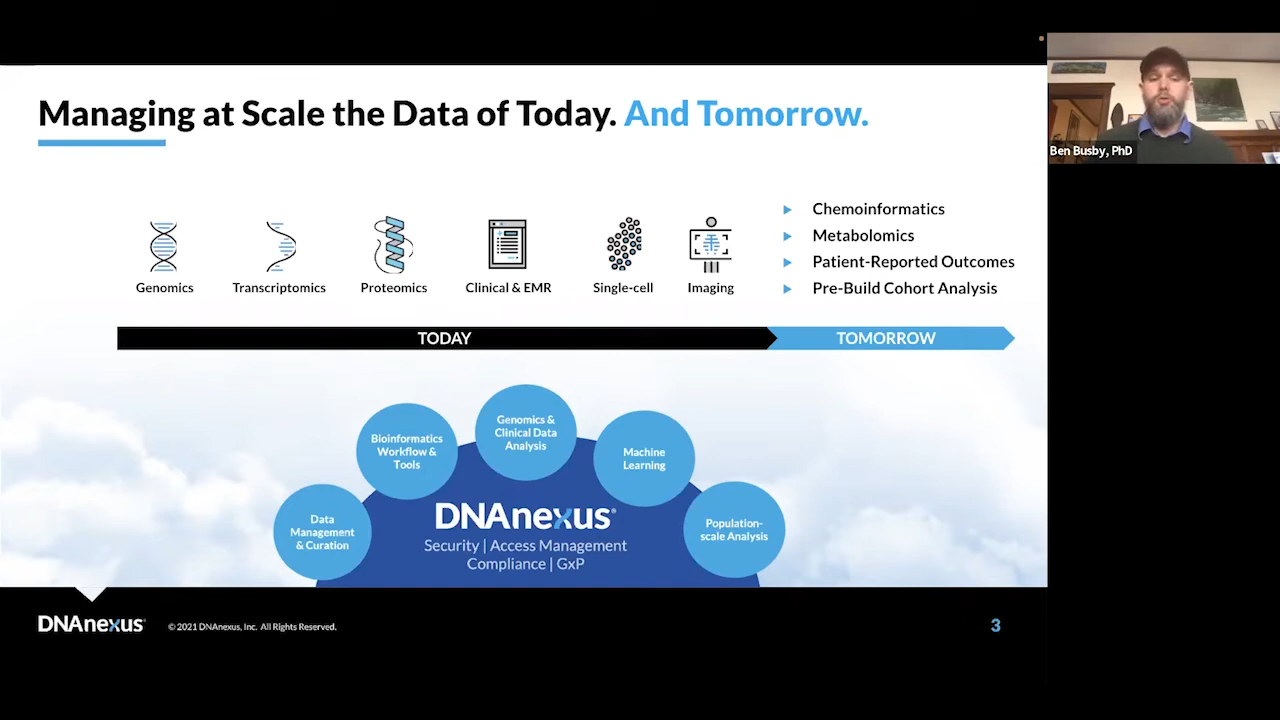 Managing at Scale the Data of Today. And Tomorrow.
Ben Busby, PhD
Genomics
Transcriptomics
Proteomics
Clinical & EMR
Single-cell
Imaging
Chemoinformatics
Metabolomics
Patient-Reported Outcomes
Pre-Build Cohort Analysis
TODAY
TOMORROW
Data
Management
& Curation
Bioinformatics
Workflow &
Tools
Genomics &
Clinical Data
Analysis
Machine
Learning
Population-
scale Analysis
DNAnexus®
Security | Access Management
Compliance | GxP
DNAnexus®
© 2021 DNAnexus, Inc. All Rights Reserved.
3